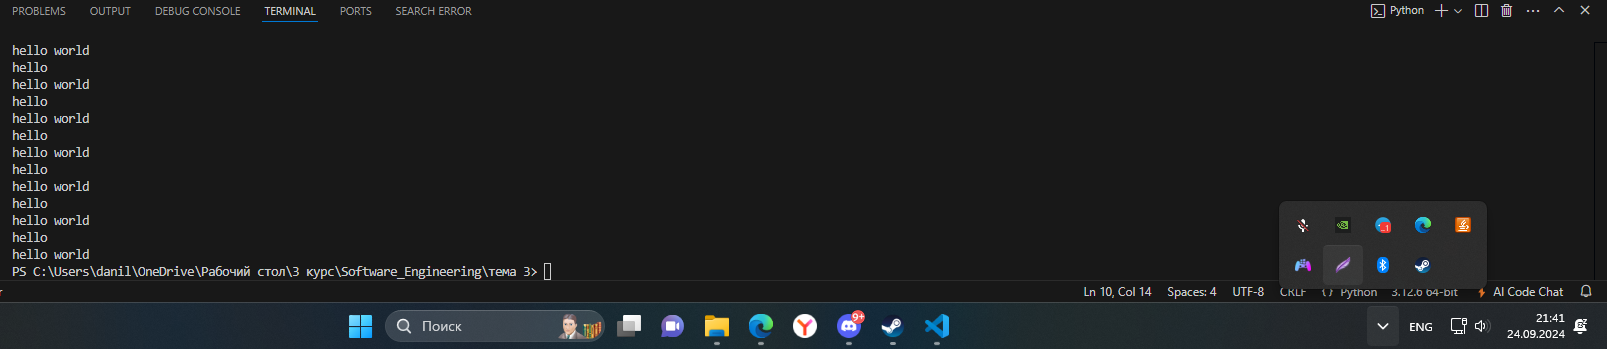 PROBLEMS OUTPUT DEBUG CONSOLE TERMINAL PORTS SEARCH ERROR Python
hello world
hello
hello world
hello
hello world
hello
hello world
hello
hello world
hello
hello world
hello
hello world
PS C:\Users\danil\OneDrive\Рабочий стол\3 курс\Software_Engineering\тема 3>
Ln 10, Col 14 Spaces: 4 UTF-8 CRLF Python 3.12.6 64-bit AI Code Chat
Поиск 9+ ENG 21:41
24.09.2024